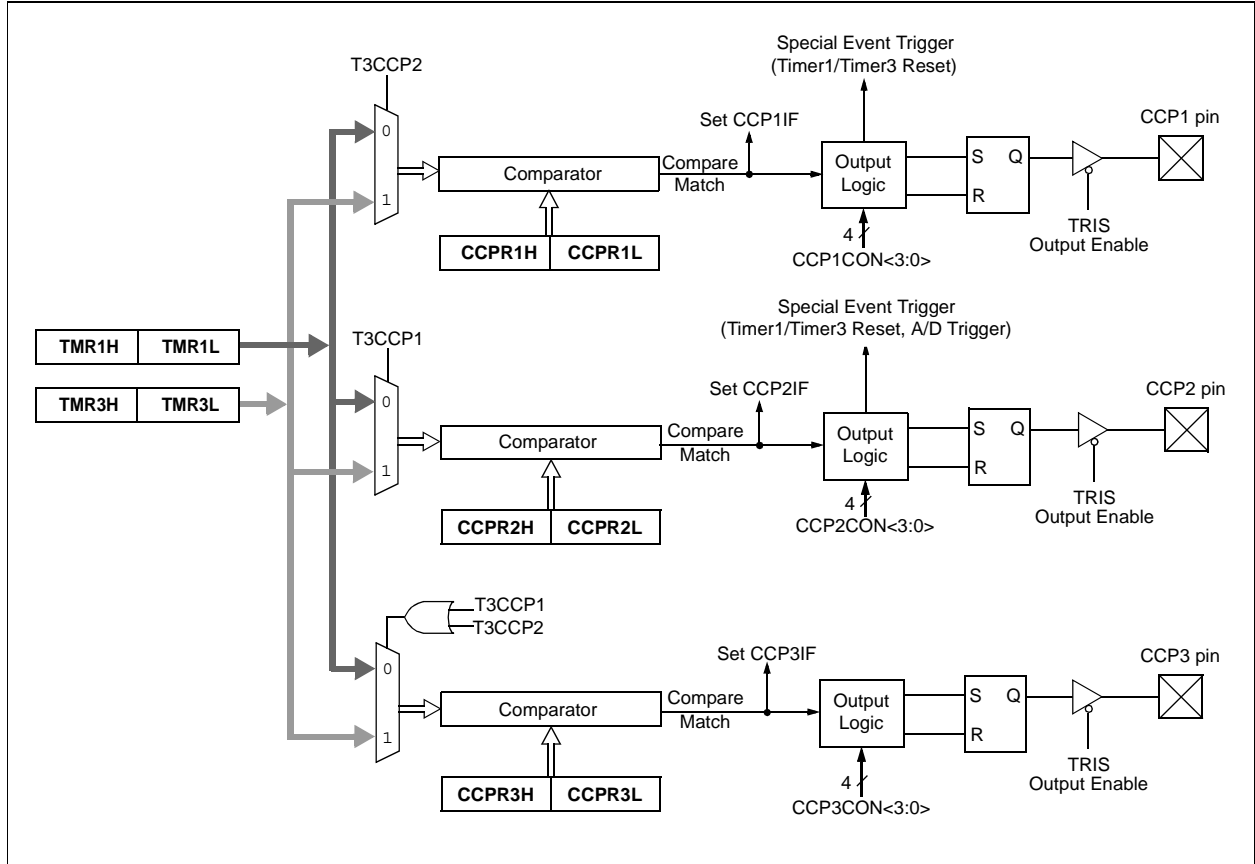 Special Event Trigger
(Timer1/Timer3 Reset)
T3CCP2
CCP1 pin
Set CCP1IF
0
Compare
Match
Comparator
Output
Logic
S Q
R
1
TRIS
Output Enable
4
CCPR1H CCPR1L
CCP1CON<3:0>
Special Event Trigger
(Timer1/Timer3 Reset, A/D Trigger)
TMR1H TMR1L
T3CCP1
TMR3H TMR3L
Set CCP2IF
CCP2 pin
0
Compare
Match
Comparator
Output
Logic
S Q
R
1
TRIS
Output Enable
4
CCPR2H CCPR2L
CCP2CON<3:0>
T3CCP1
T3CCP2
Set CCP3IF
CCP3 pin
0
Compare
Match
Comparator
Output
Logic
S Q
R
1
TRIS
Output Enable
4
CCPR3H CCPR3L
CCP3CON<3:0>